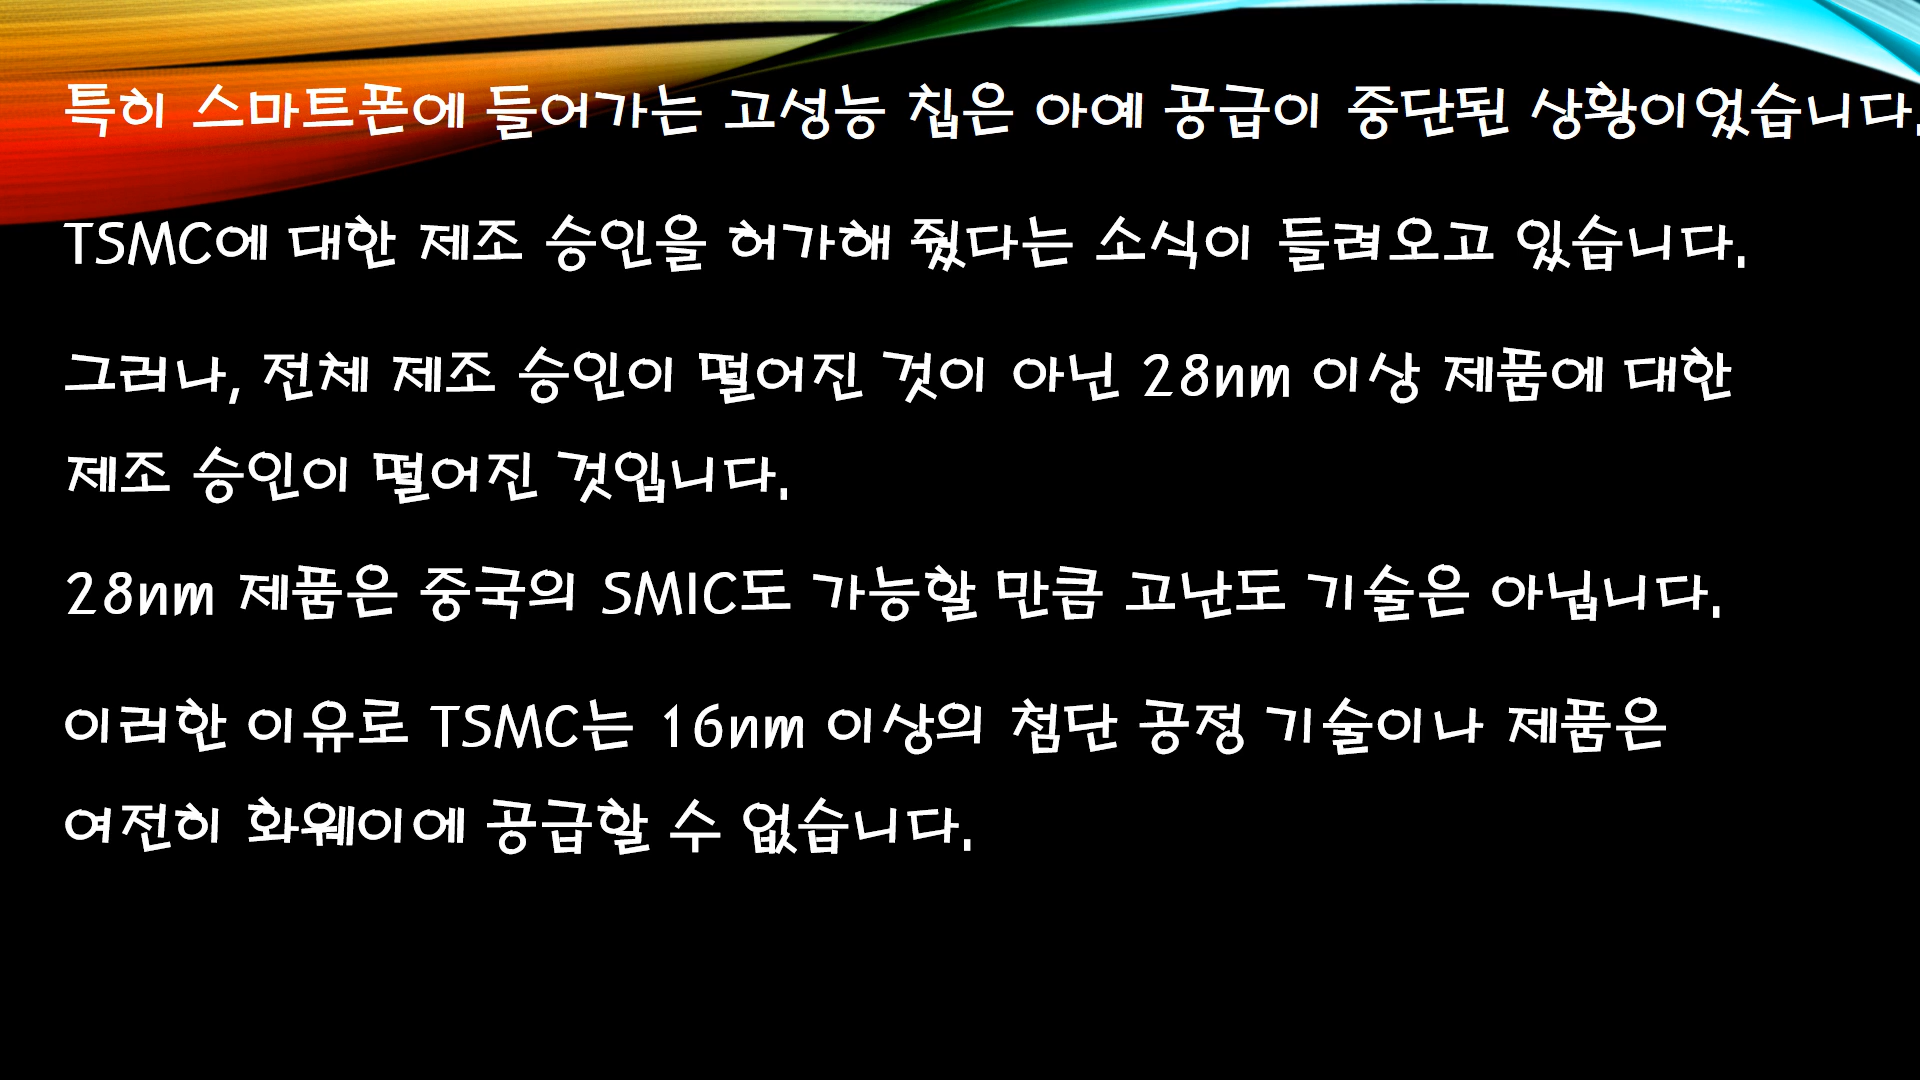 특히 스마트폰에 들어가는 고성능 칩은 아예 공급이 중단된 상황이었습니다.
TSMC에 대한 제조 승인을 허가해 줬다는 소식이 들려오고 있습니다.
그러나, 전체 제조 승인이 떨어진 것이 아닌 28nm 이상 제품에 대한
제조 승인이 떨어진 것입니다.
28nm 제품은 중국의 SMIC도 가능할 만큼 고난도 기술은 아닙니다.
이러한 이유로 TSMC는 16nm 이상의 첨단 공정 기술이나 제품은
여전히 화웨이에 공급할 수 없습니다.